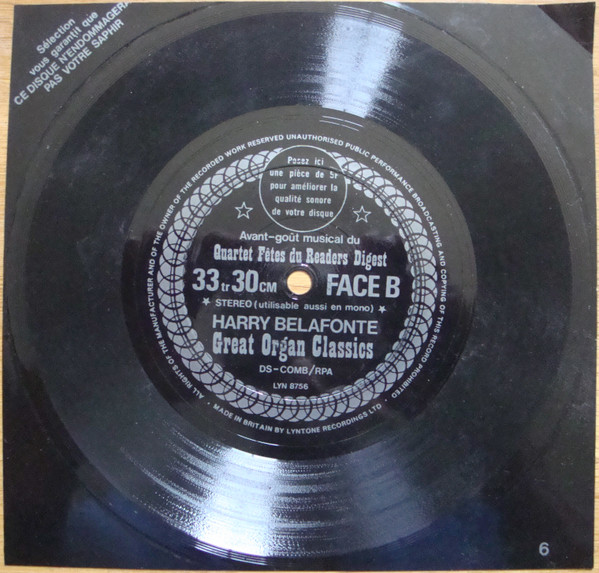 Sélection
vous garantit que
CE DISQUE N'ENDOMMAGERA
PAS VOTRE SAPHIR
ALL RIGHTS OF THE MANUFACTURER AND OF THE OWNER OF THE RECORDED WORK RESERVED UNAUTHORISED PUBLIC PERFORMANCE BROADCASTING AND COPYING OF THIS RECORD PROHIBITED
Posez ici
une pièce de 5F
pour améliorer la
qualité sonore
de votre disque
Avant-goût musical du
Quartet Fêtes du Readers Digest
33tr 30CM FACE B
STEREO (utilisable aussi en mono)
HARRY BELAFONTE
Great Organ Classics
DS-COMB/RPA
LYN 8756
· MADE IN BRITAIN BY LYNTONE RECORDINGS LTD ·
6